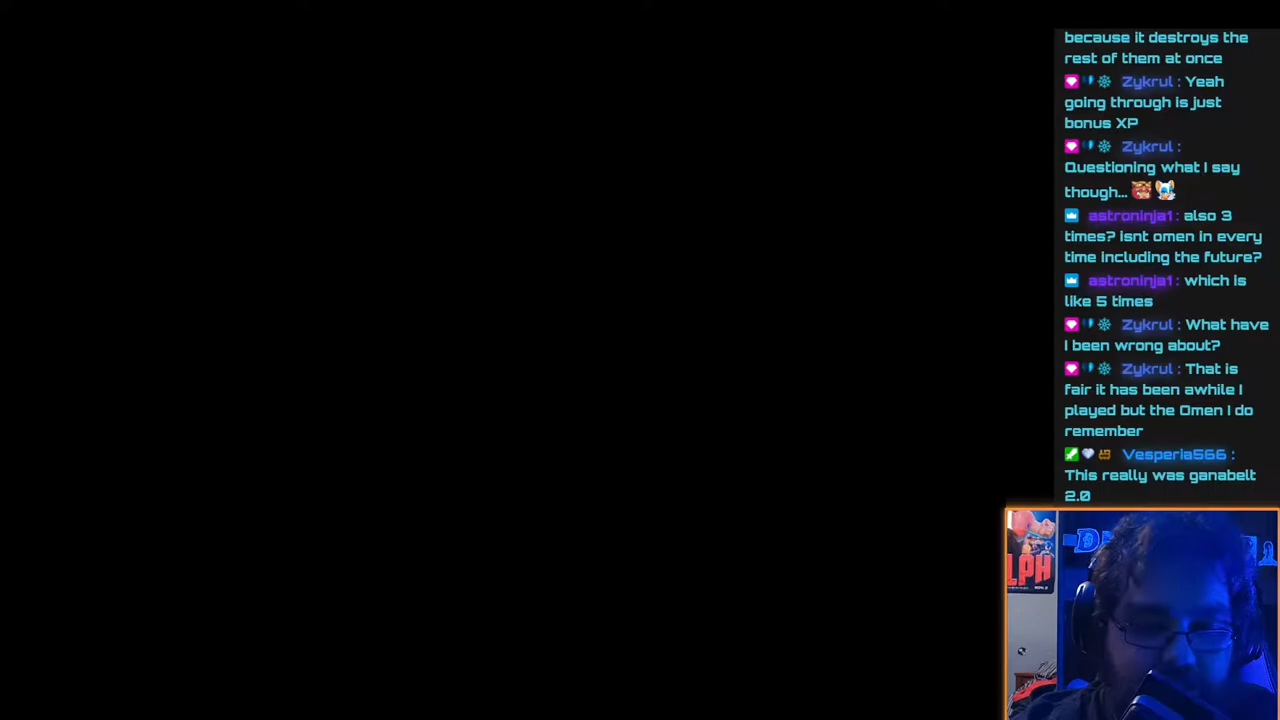 because it destroys the
rest of them at once
Zykrul : Yeah
going through is just
bonus XP
Zykrul :
Questioning what I say
though...
astroninja1 : also 3
times? isnt omen in every
time including the future?
astroninja1 : which is
like 5 times
Zykrul : What have
I been wrong about?
Zykrul : That is
fair it has been awhile I
played but the Omen I do
remember
Vesperia566 :
This really was ganabelt
2.0
LPH